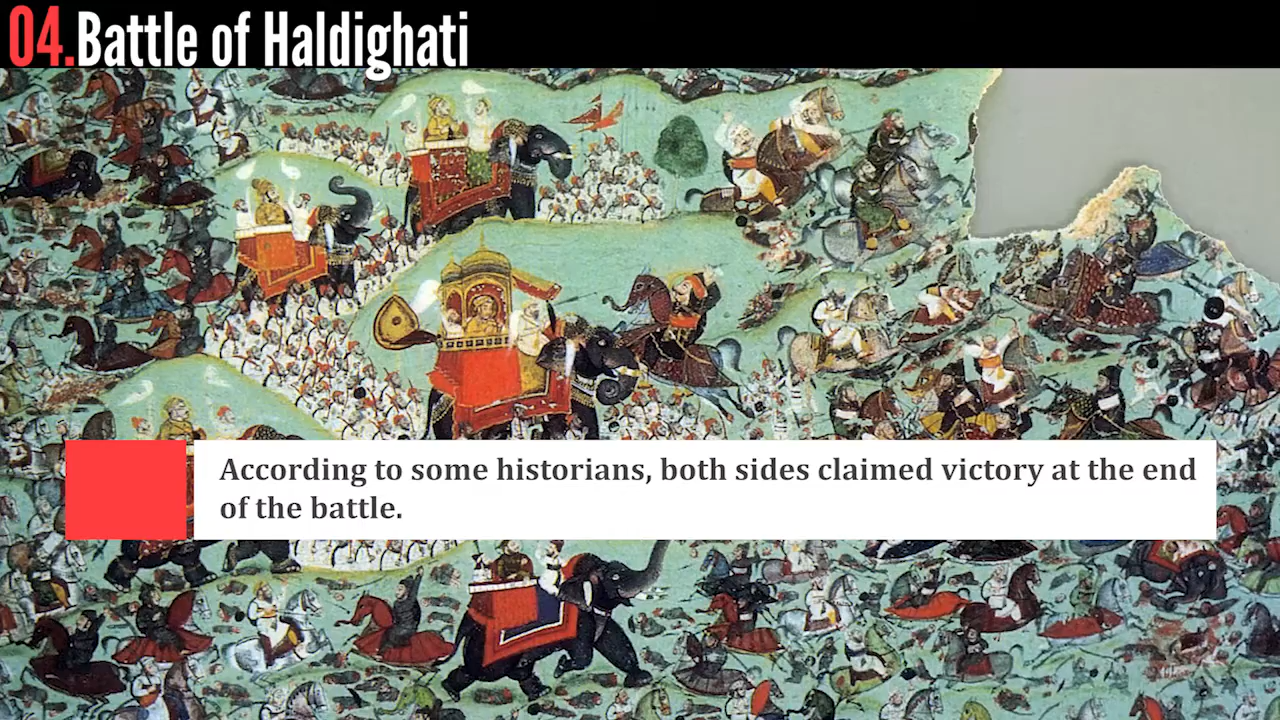 04.Battle of Haldighati
According to some historians, both sides claimed victory at the end
of the battle.